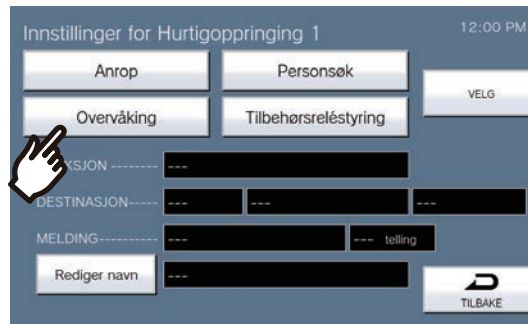 Innstillinger for Hurtigoppringing 1
12:00 PM
Anrop
Personsøk
VELG
Overvåking
Tilbehørsreléstyring
KSJON -------- ---
DESTINASJON----- --- --- ---
MELDING--------- --- --- telling
Rediger navn ---
TILBAKE